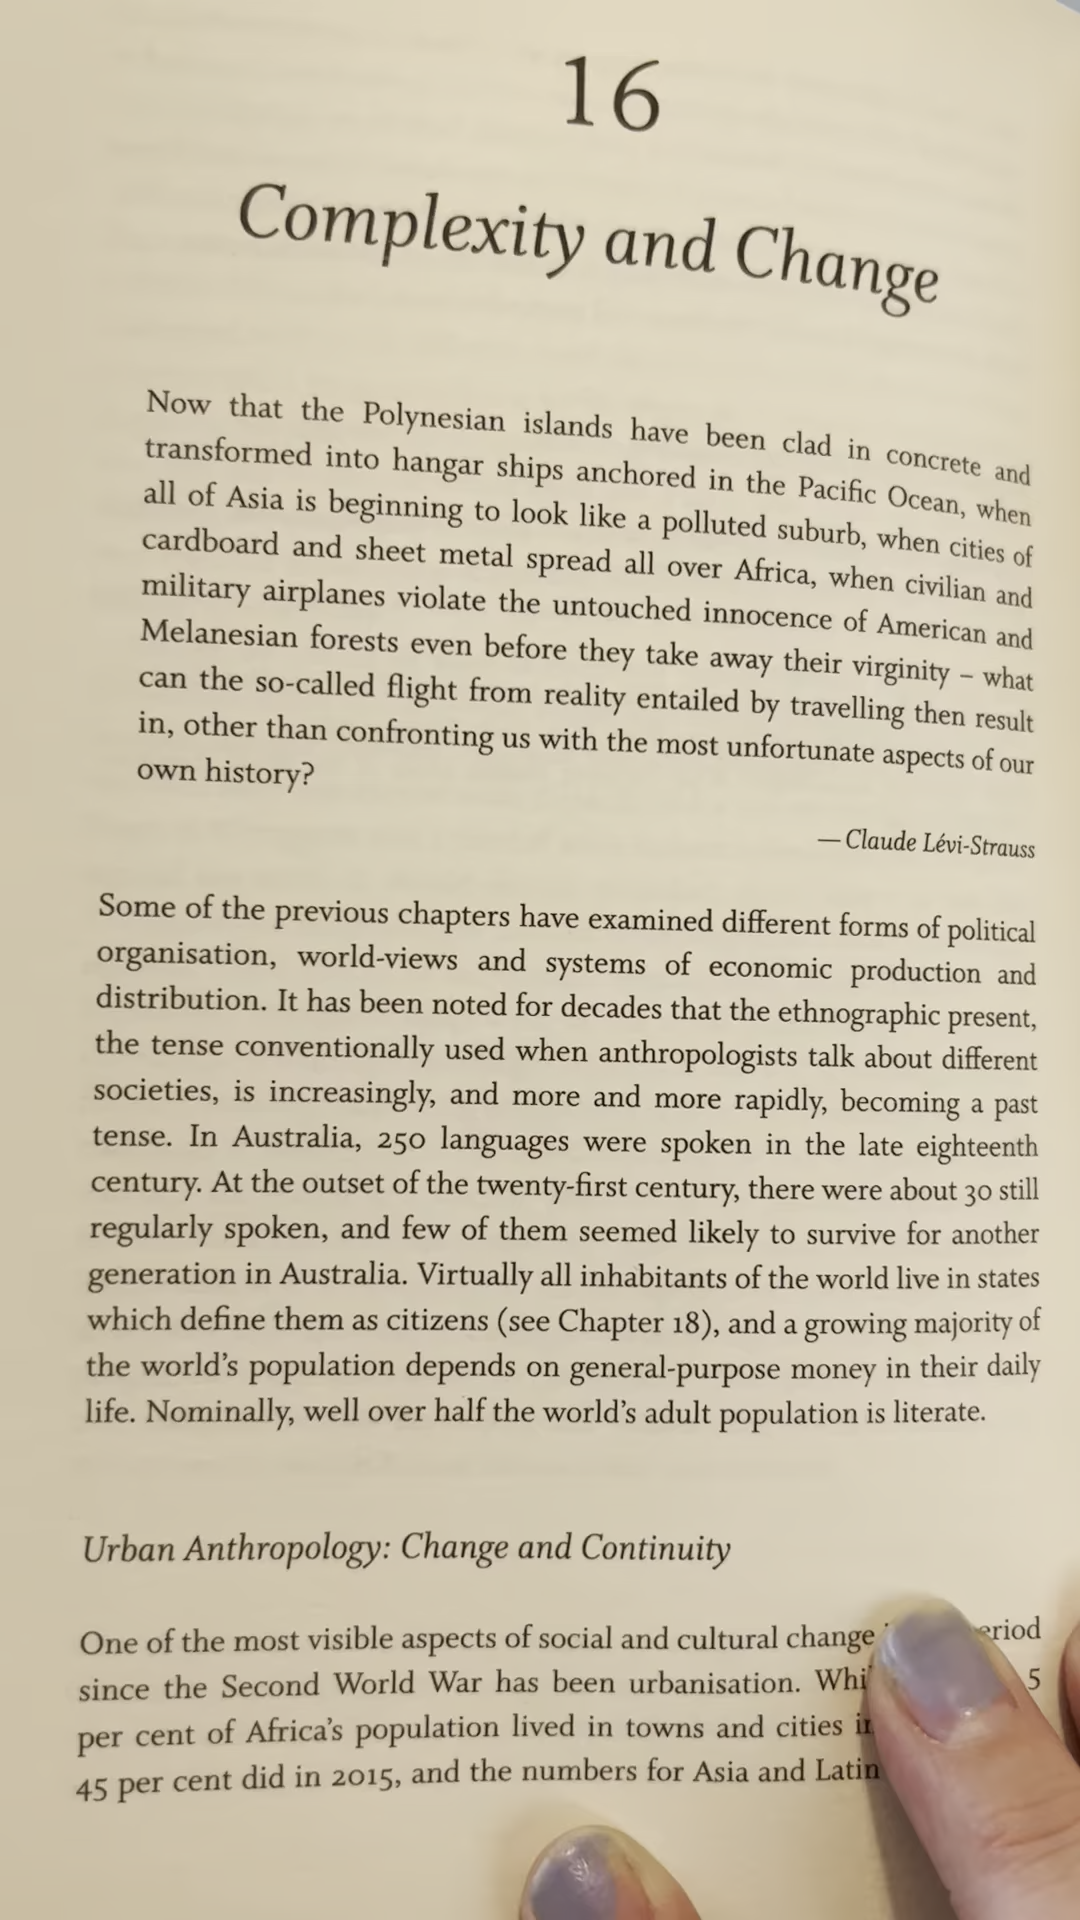 16
Complexity and Change
Now that the Polynesian islands have been clad in concrete and
transformed into hangar ships anchored in the Pacific Ocean, when
all of Asia is beginning to look like a polluted suburb, when cities of
cardboard and sheet metal spread all over Africa, when civilian and
military airplanes violate the untouched innocence of American and
Melanesian forests even before they take away their virginity – what
can the so-called flight from reality entailed by travelling then result
in, other than confronting us with the most unfortunate aspects of our
own history?
— Claude Lévi-Strauss
Some of the previous chapters have examined different forms of political
organisation, world-views and systems of economic production and
distribution. It has been noted for decades that the ethnographic present,
the tense conventionally used when anthropologists talk about different
societies, is increasingly, and more and more rapidly, becoming a past
tense. In Australia, 250 languages were spoken in the late eighteenth
century. At the outset of the twenty-first century, there were about 30 still
regularly spoken, and few of them seemed likely to survive for another
generation in Australia. Virtually all inhabitants of the world live in states
which define them as citizens (see Chapter 18), and a growing majority of
the world's population depends on general-purpose money in their daily
life. Nominally, well over half the world's adult population is literate.
Urban Anthropology: Change and Continuity
One of the most visible aspects of social and cultural change
since the Second World War has been urbanisation. 5
per cent of Africa's population lived in towns and cities
45 per cent did in 2015, and the numbers for Asia and Latin